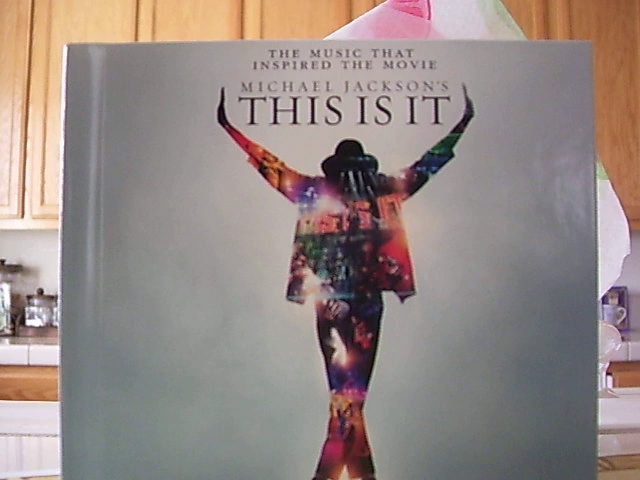 THE MUSIC THAT
INSPIRED THE MOVIE
MICHAEL JACKSON'S
THIS IS IT